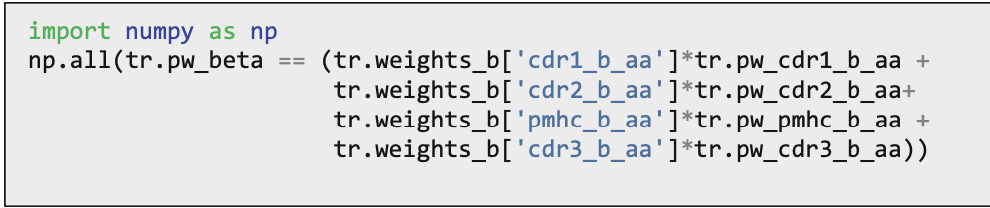 import numpy as np
np.all(tr.pw_beta == (tr.weights_b['cdr1_b_aa']*tr.pw_cdr1_b_aa +
tr.weights_b['cdr2_b_aa']*tr.pw_cdr2_b_aa+
tr.weights_b['pmhc_b_aa']*tr.pw_pmhc_b_aa +
tr.weights_b['cdr3_b_aa']*tr.pw_cdr3_b_aa))